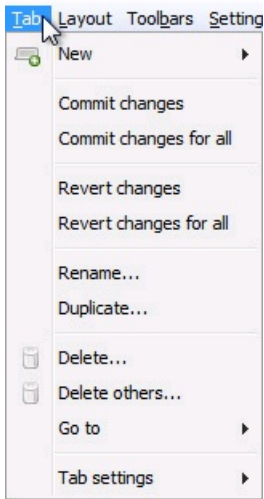 Tab Layout Toolbars Setting
New
Commit changes
Commit changes for all
Revert changes
Revert changes for all
Rename...
Duplicate...
Delete...
Delete others...
Go to
Tab settings